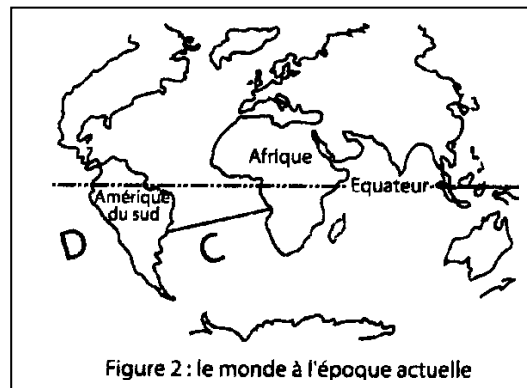 Afrique
Equateur
Amérique
du sud
D
C
Figure 2 : le monde à l'époque actuelle